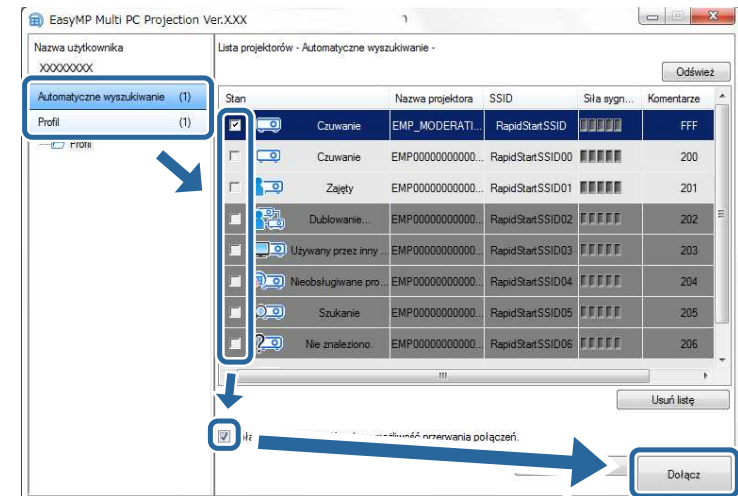 EasyMP Multi PC Projection Ver.XXX
Nazwa użytkownika
XXXXXXXX
Lista projektorów - Automatyczne wyszukiwanie -
Odśwież
Automatyczne wyszukiwanie (1)
Profil (1)
Profil
Stan Nazwa projektora SSID Siła sygn... Komentarze
Czuwanie EMP_MODERATI... RapidStartSSID FFF
Czuwanie EMP00000000000... RapidStartSSID00 200
Zajęty EMP00000000000... RapidStartSSID01 201
Dublowanie... EMP00000000000... RapidStartSSID02 202
Używany przez inny ... EMP00000000000... RapidStartSSID03 203
Nieobsługiwane pro... EMP00000000000... RapidStartSSID04 204
Szukanie EMP00000000000... RapidStartSSID05 205
Nie znaleziono. EMP00000000000... RapidStartSSID06 206
Usuń listę
możliwość przerwania połączeń.
Dołącz